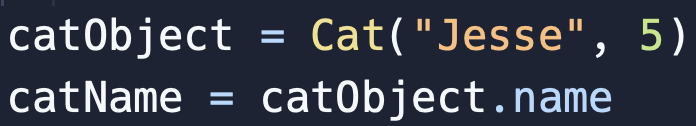 catObject = Cat("Jesse", 5)
catName = catObject.name